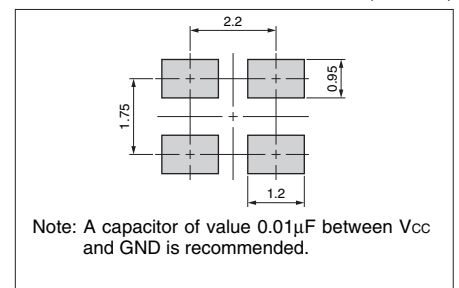 2.2
0.95
1.75
1.2
Note: A capacitor of value 0.01μF between Vcc
and GND is recommended.